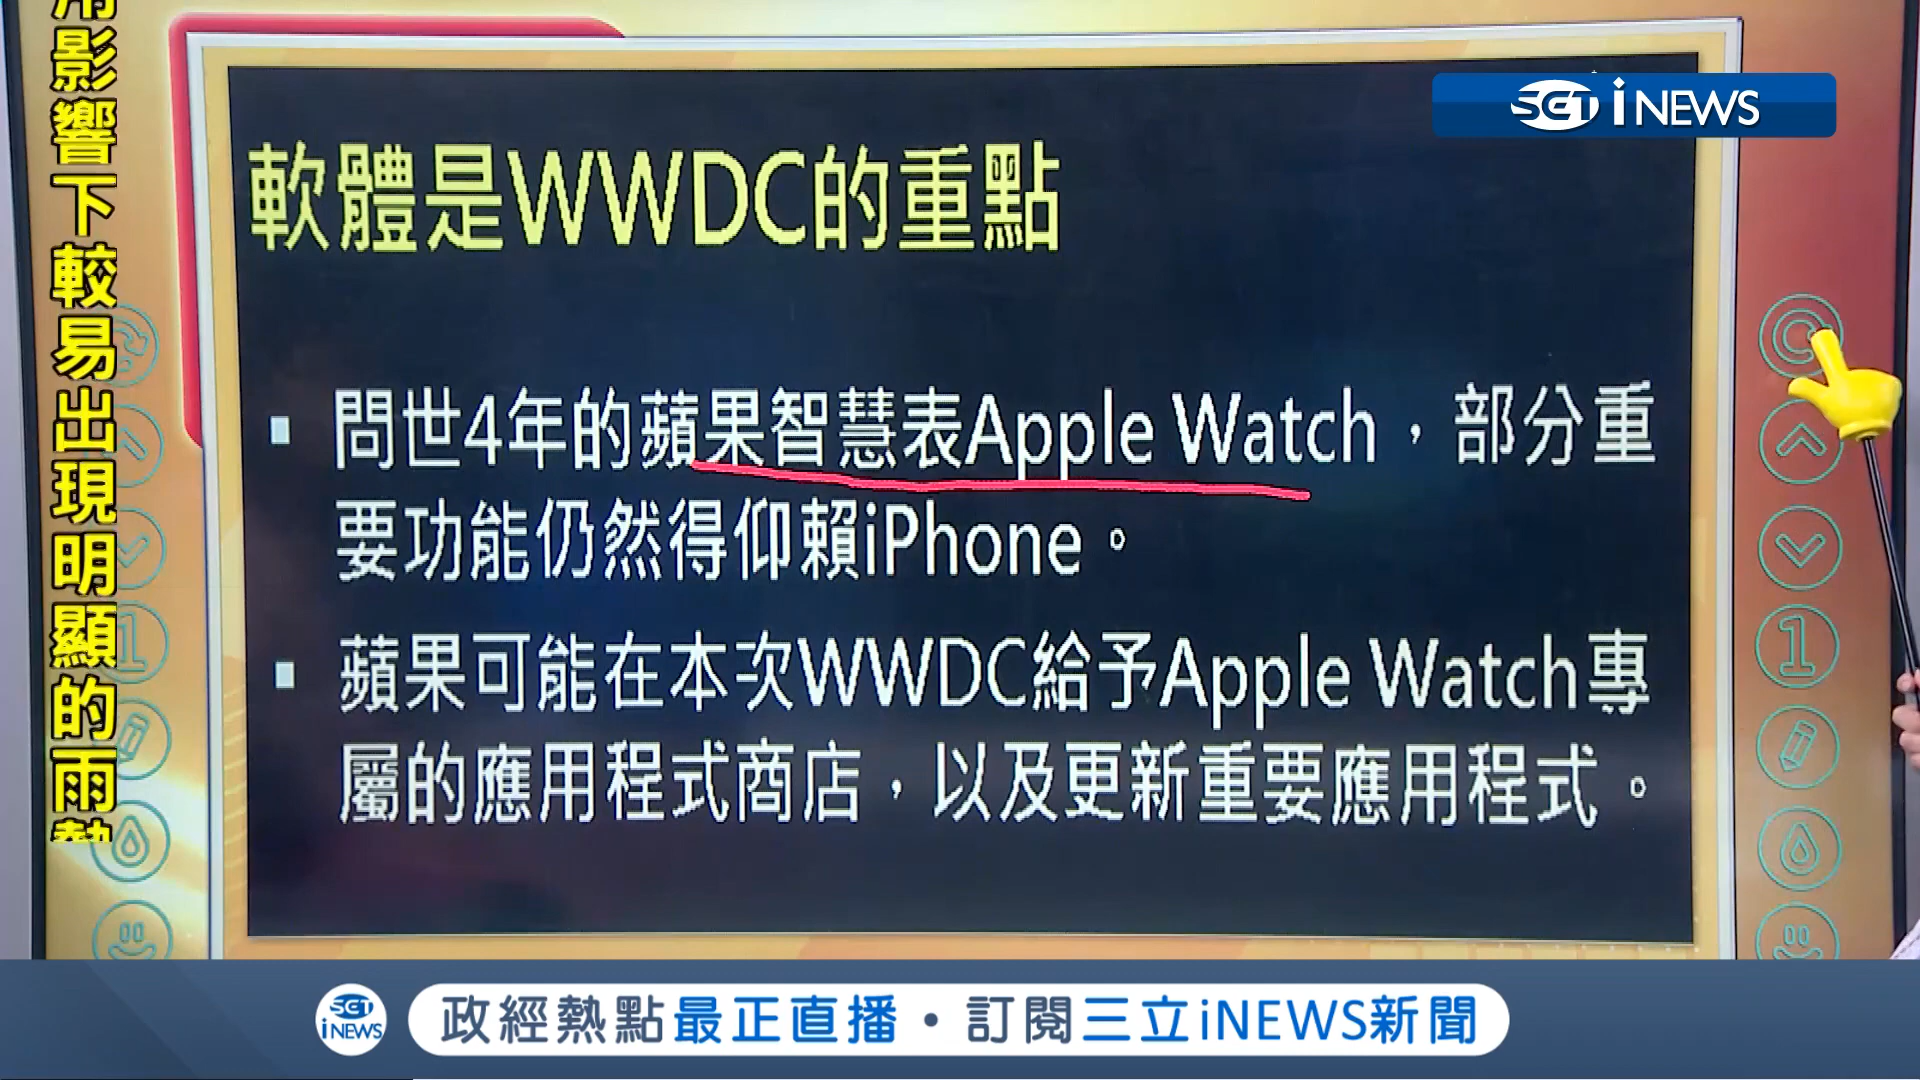 用影響下較易出現明顯的雨勢
SET iNEWS
軟體是WWDC的重點
▪ 問世4年的蘋果智慧表Apple Watch，部分重
要功能仍然得仰賴iPhone。
▪ 蘋果可能在本次WWDC給予Apple Watch專
屬的應用程式商店，以及更新重要應用程式。
1
1
SET
iNEWS
政經熱點最正直播・訂閱三立iNEWS新聞